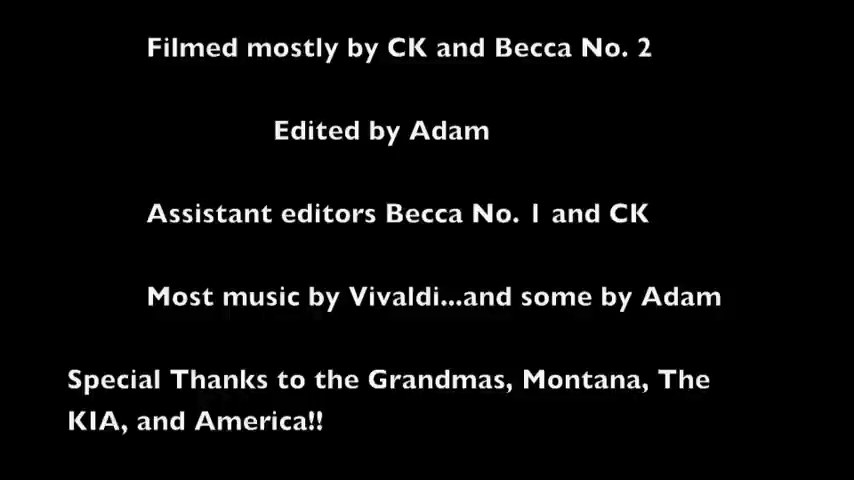 Filmed mostly by CK and Becca No. 2
Edited by Adam
Assistant editors Becca No. 1 and CK
Most music by Vivaldi...and some by Adam
Special Thanks to the Grandmas, Montana, The
KIA, and America!!